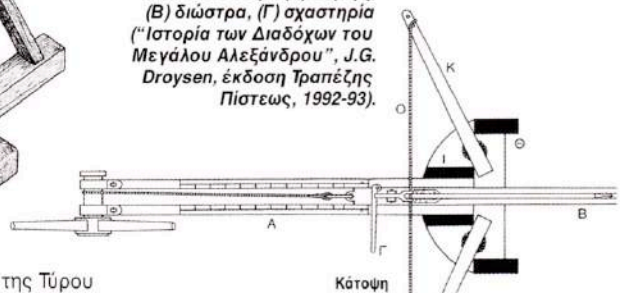 (Β) διώστρα, (Γ) σχαστηρία
(“Ιστορία των Διαδόχων του
Μεγάλου Αλεξάνδρου”, J.G.
Droysen, έκδοση Τραπέζης
Πίστεως, 1992-93).
Κ
Ο
Ι
Θ
Α
Β
Γ
της Τύρου
Κάτοψη